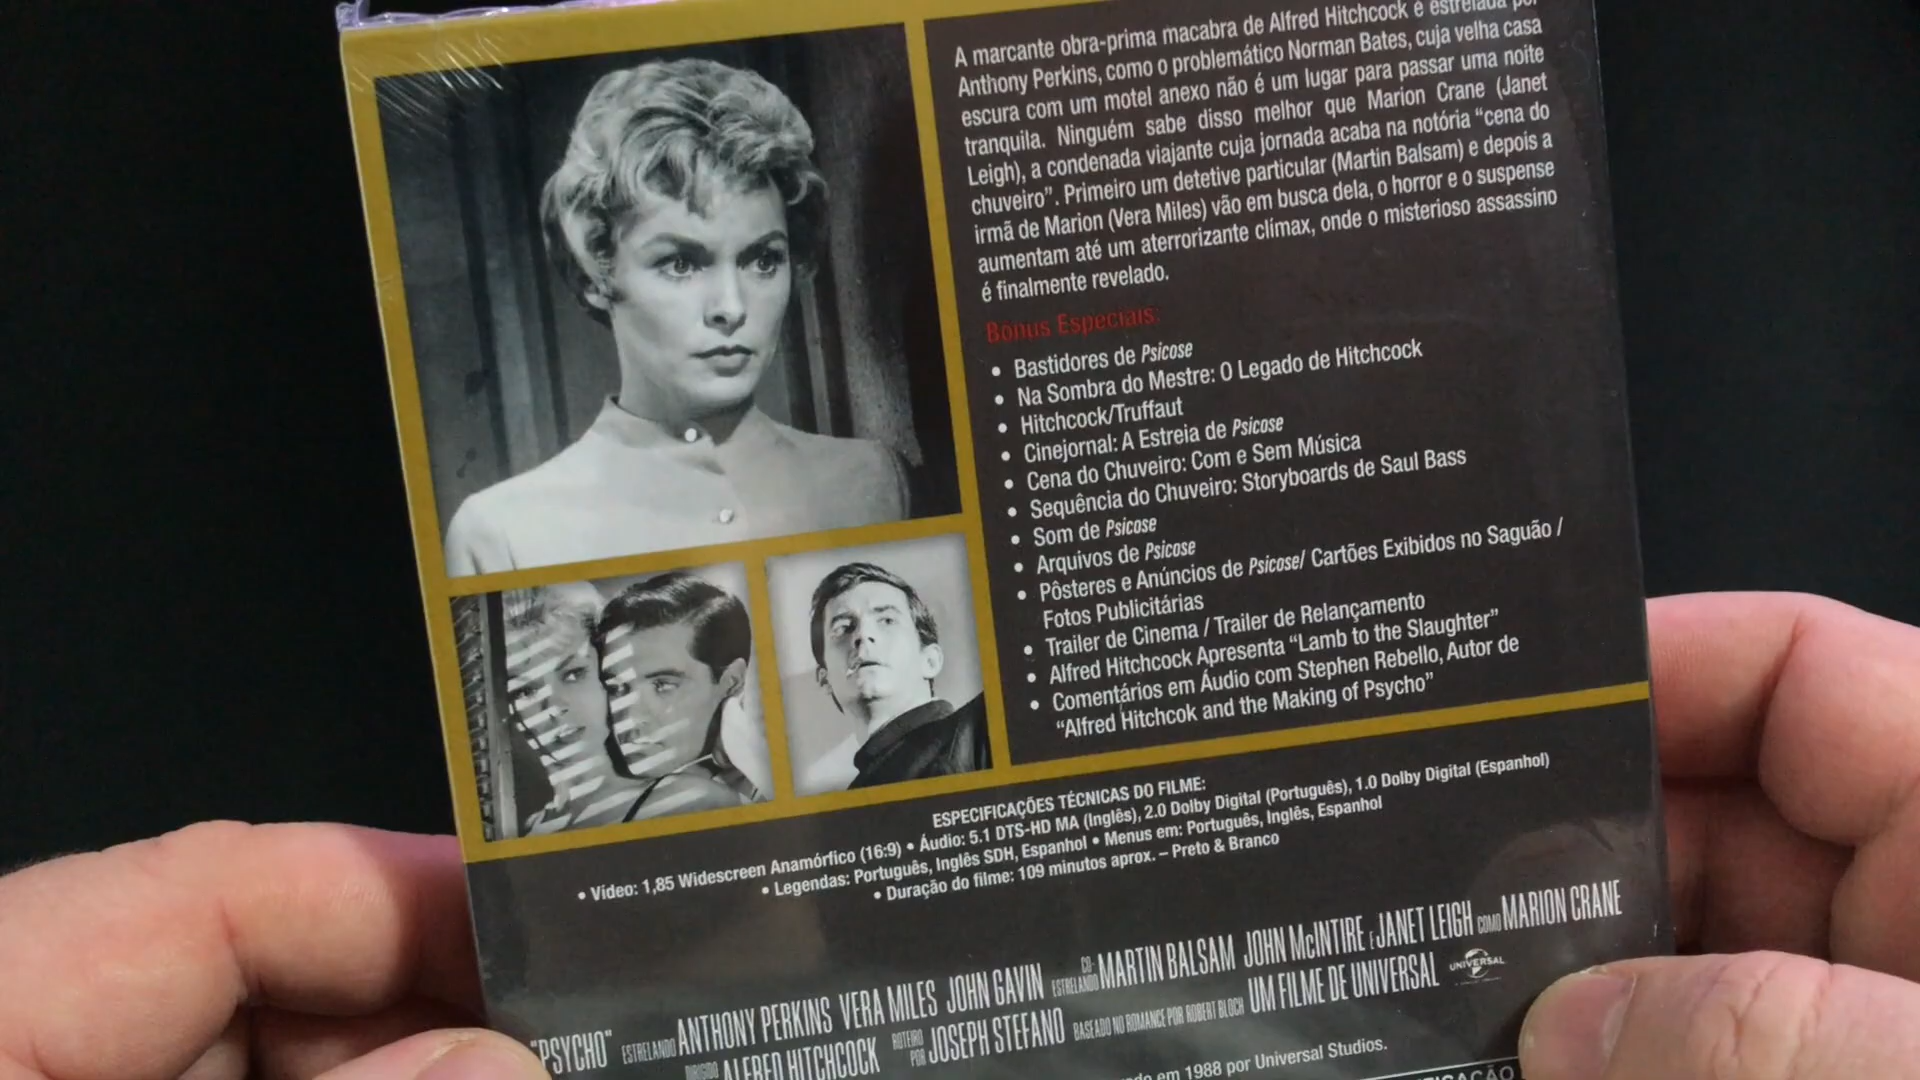 A marcante obra-prima macabra de Alfred Hitchcock é estrelada por
Anthony Perkins, como o problemático Norman Bates, cuja velha casa
escura com um motel anexo não é um lugar para passar uma noite
tranquila. Ninguém sabe disso melhor que Marion Crane (Janet
Leigh), a condenada viajante cuja jornada acaba na notória “cena do
chuveiro”. Primeiro um detetive particular (Martin Balsam) e depois a
irmã de Marion (Vera Miles) vão em busca dela, o horror e o suspense
aumentam até um aterrorizante clímax, onde o misterioso assassino
é finalmente revelado.
Bônus Especiais:
• Bastidores de Psicose
• Na Sombra do Mestre: O Legado de Hitchcock
• Hitchcock/Truffaut
• Cinejornal: A Estreia de Psicose
• Cena do Chuveiro: Com e Sem Música
• Sequência do Chuveiro: Storyboards de Saul Bass
• Som de Psicose
• Arquivos de Psicose
• Pôsteres e Anúncios de Psicose/ Cartões Exibidos no Saguão /
Fotos Publicitárias
• Trailer de Cinema / Trailer de Relançamento
• Alfred Hitchcock Apresenta “Lamb to the Slaughter”
• Comentários em Áudio com Stephen Rebello, Autor de
“Alfred Hitchcok and the Making of Psycho”
ESPECIFICAÇÕES TÉCNICAS DO FILME:
• Vídeo: 1,85 Widescreen Anamórfico (16:9) • Áudio: 5.1 DTS-HD MA (Inglês), 2.0 Dolby Digital (Português), 1.0 Dolby Digital (Espanhol)
• Legendas: Português, Inglês SDH, Espanhol • Menus em: Português, Inglês, Espanhol
• Duração do filme: 109 minutos aprox. – Preto & Branco
"PSYCHO" ESTRELANDO ANTHONY PERKINS VERA MILES JOHN GAVIN CO-ESTRELANDO MARTIN BALSAM JOHN McINTIRE E JANET LEIGH COMO MARION CRANE
DIRIGIDO ALFRED HITCHCOCK ROTEIRO POR JOSEPH STEFANO BASEADO NO ROMANCE POR ROBERT BLOCH UM FILME DE UNIVERSAL UNIVERSAL
em 1988 por Universal Studios.